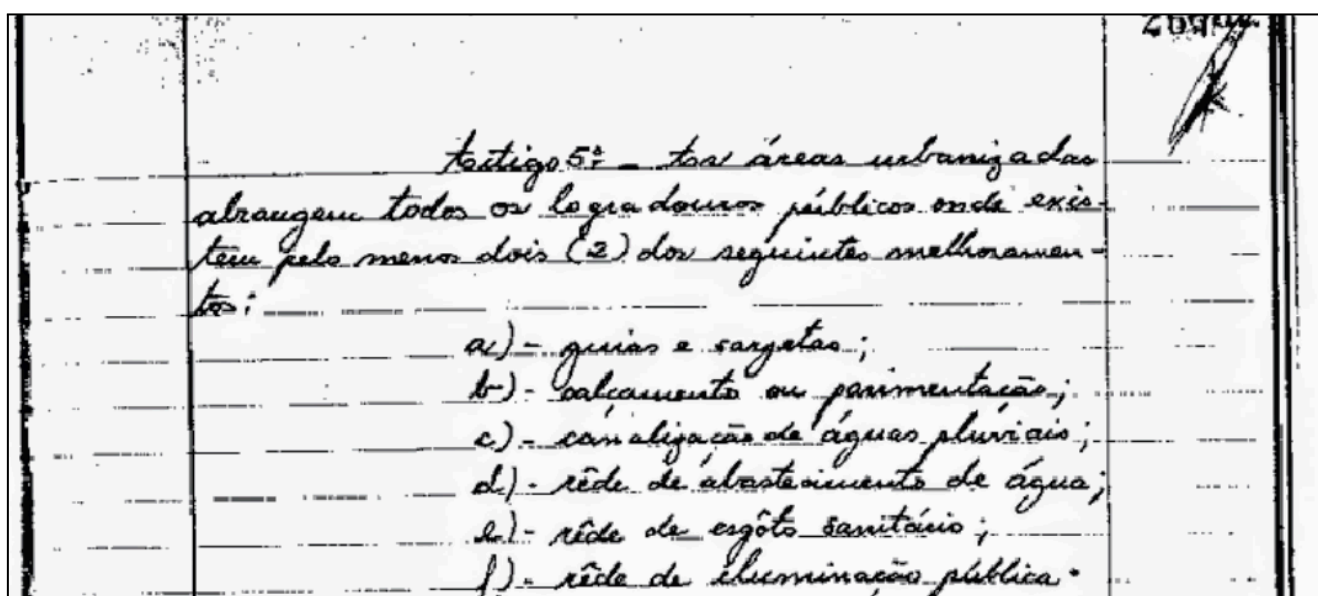 Artigo 5º - As áreas urbanizadas
abrangem todos os logradouros públicos onde exis-
tem pelo menos dois (2) dos seguintes melhoramen-
tos:
a) - guias e sargetas;
b) - calçamento ou pavimentação;
c) - canalização de águas pluviais;
d) - rêde de abastecimento de água;
e) - rêde de esgôto sanitário;
f) - rêde de iluminação pública.